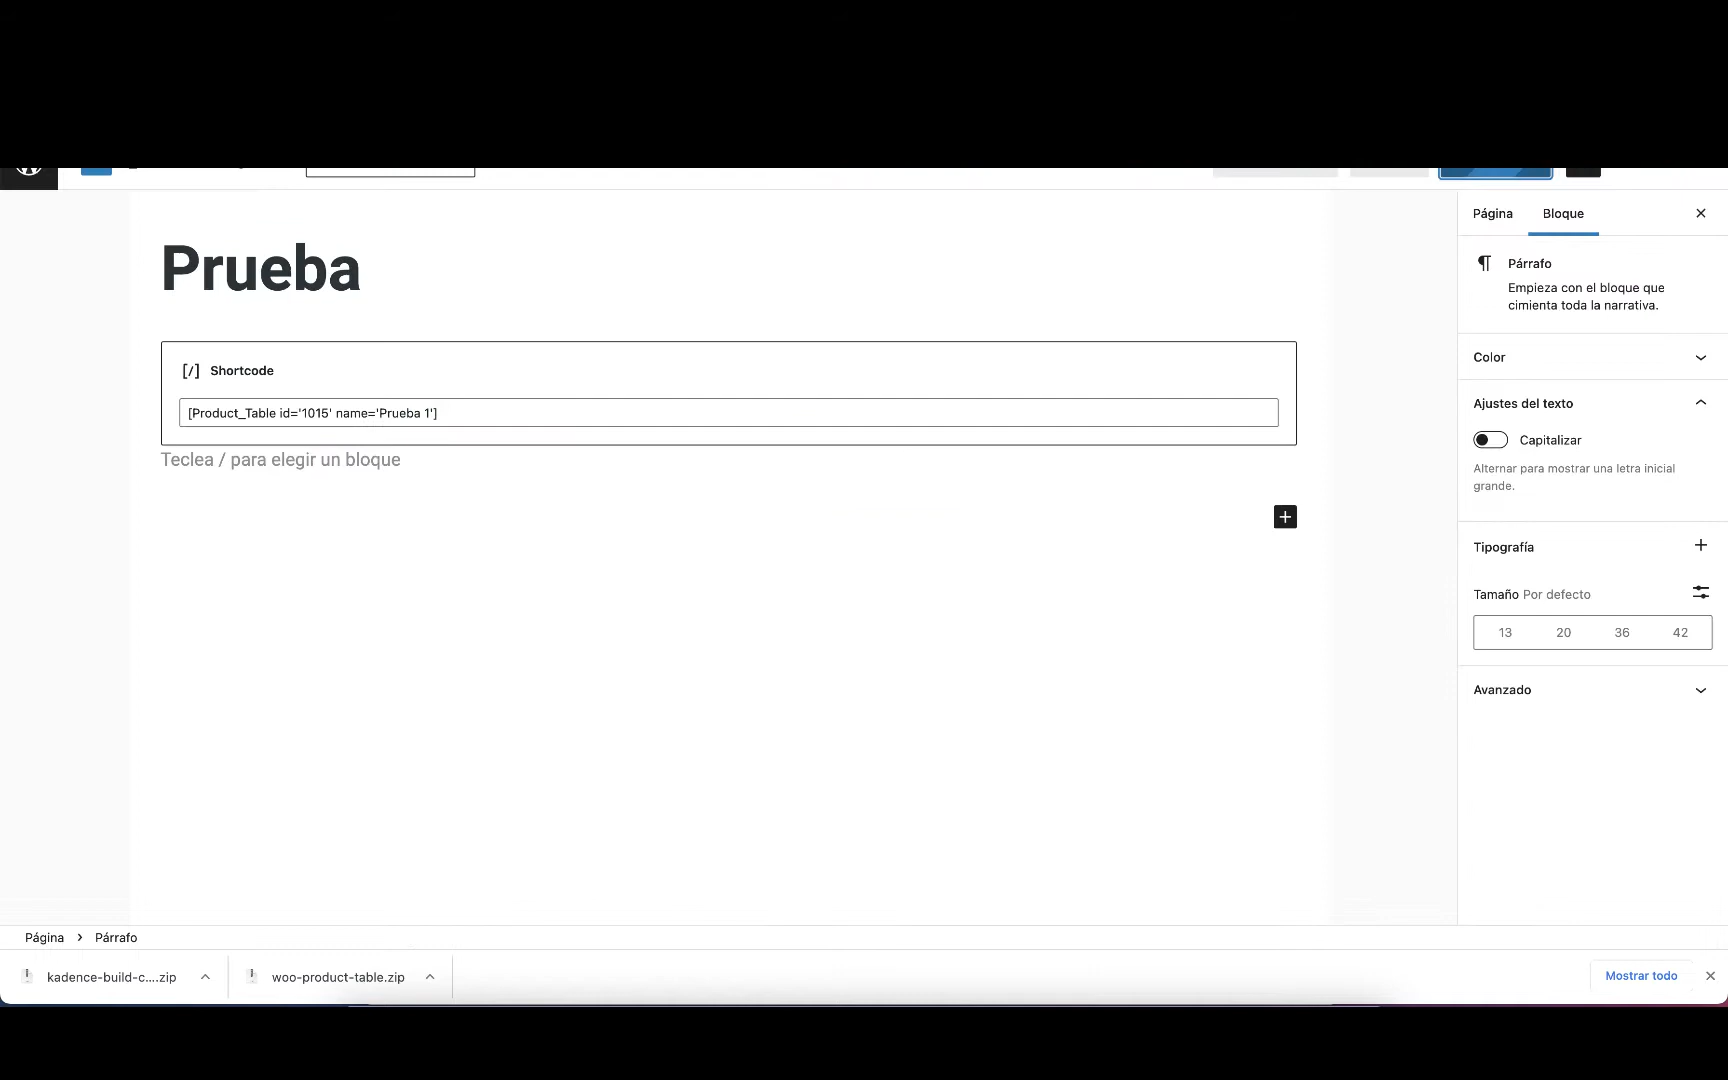 Página Bloque
Prueba
Párrafo
Empieza con el bloque que
cimienta toda la narrativa.
[/] Shortcode
[Product_Table id='1015' name='Prueba 1']
Teclea / para elegir un bloque
Color
Ajustes del texto
Capitalizar
Alternar para mostrar una letra inicial
grande.
Tipografía
Tamaño Por defecto
13 20 36 42
Avanzado
Página > Párrafo
kadence-build-c....zip
woo-product-table.zip
Mostrar todo